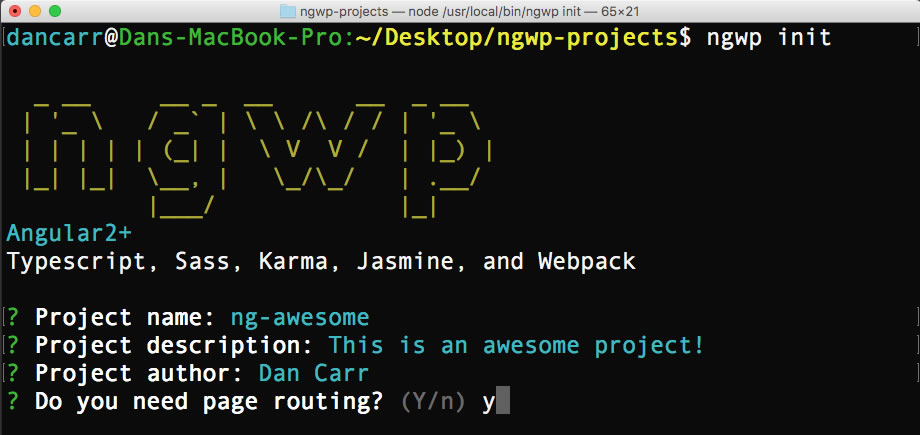 ngwp-projects — node /usr/local/bin/ngwp init — 65×21
dancarr@Dans-MacBook-Pro:~/Desktop/ngwp-projects$ ngwp init
ngwp
Angular2+
Typescript, Sass, Karma, Jasmine, and Webpack
? Project name: ng-awesome
? Project description: This is an awesome project!
? Project author: Dan Carr
? Do you need page routing? (Y/n) y